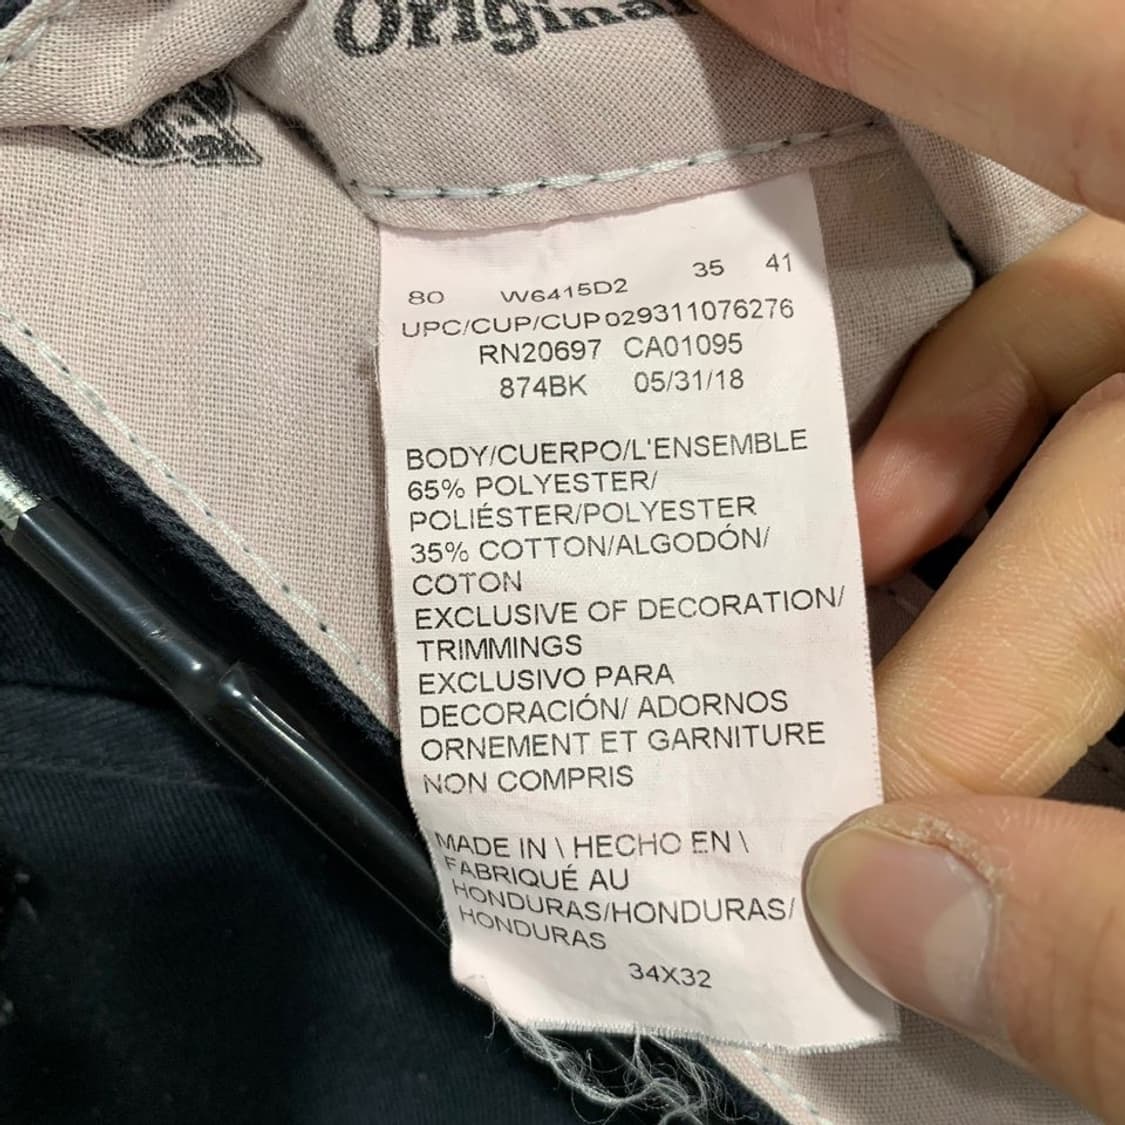 Original
80 W6415D2 35 41
UPC/CUP/CUP 029311076276
RN20697 CA01095
874BK 05/31/18
BODY/CUERPO/L'ENSEMBLE
65% POLYESTER/
POLIÉSTER/POLYESTER
35% COTTON/ALGODÓN/
COTON
EXCLUSIVE OF DECORATION/
TRIMMINGS
EXCLUSIVO PARA
DECORACIÓN/ ADORNOS
ORNEMENT ET GARNITURE
NON COMPRIS
MADE IN \ HECHO EN \
FABRIQUÉ AU
HONDURAS/HONDURAS/
HONDURAS
34X32